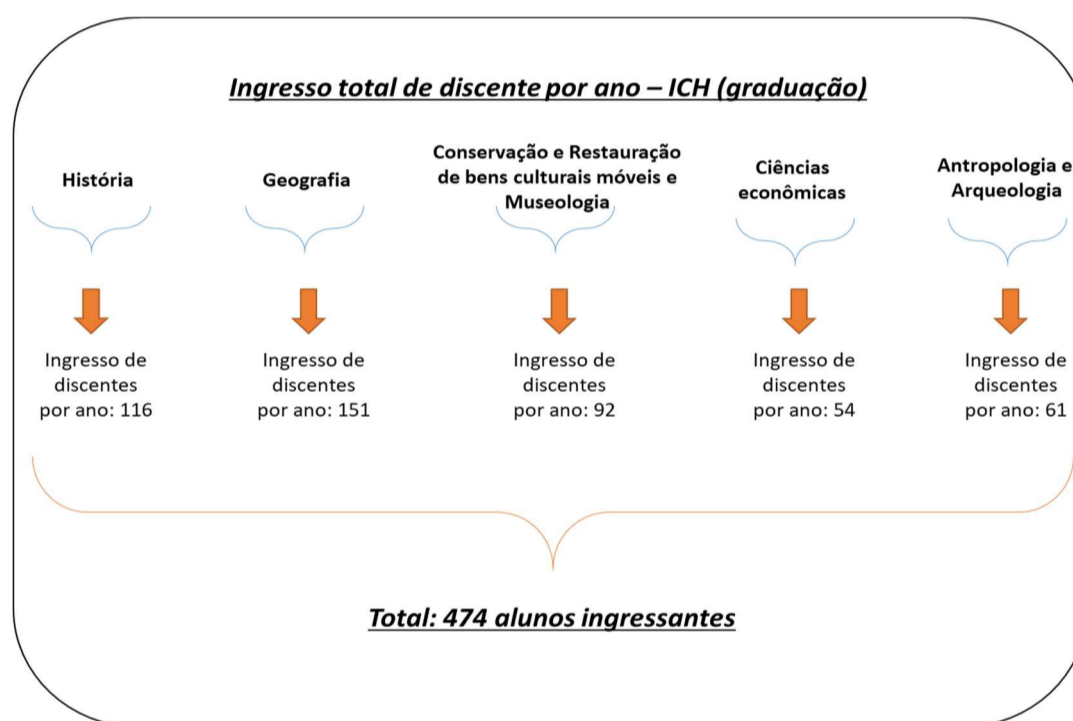 Ingresso total de discente por ano – ICH (graduação)
História
Geografia
Conservação e Restauração
de bens culturais móveis e
Museologia
Ciências
econômicas
Antropologia e
Arqueologia
Ingresso de
discentes
por ano: 116
Ingresso de
discentes
por ano: 151
Ingresso de
discentes
por ano: 92
Ingresso de
discentes
por ano: 54
Ingresso de
discentes
por ano: 61
Total: 474 alunos ingressantes